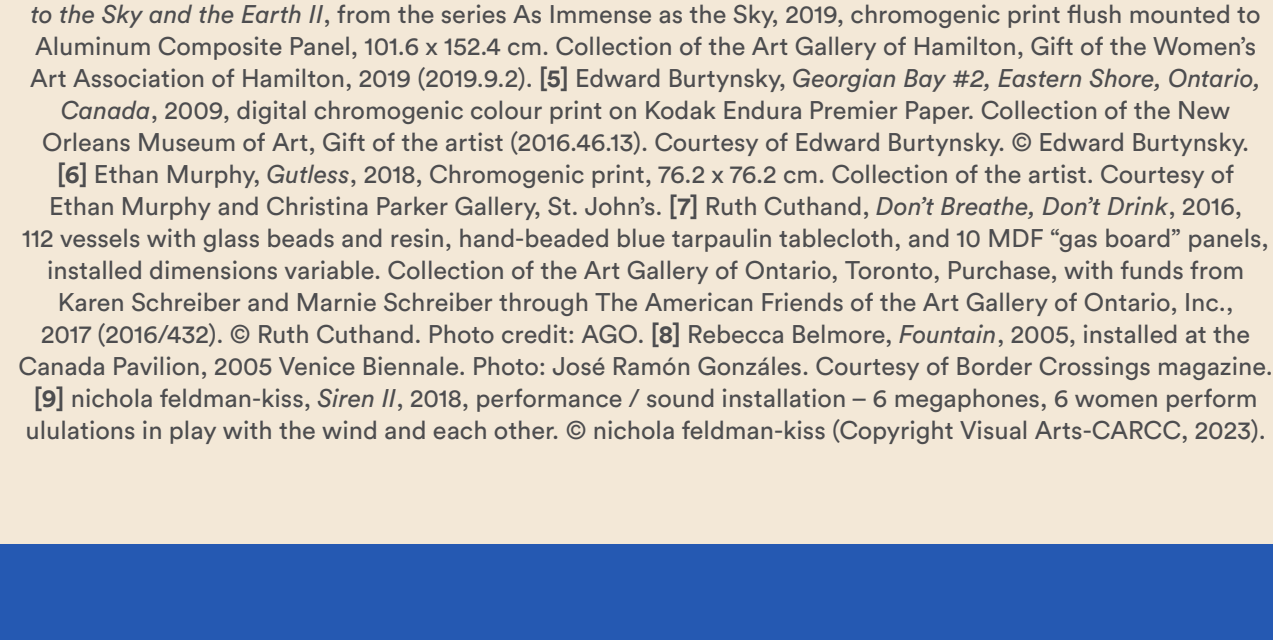 to the Sky and the Earth II, from the series As Immense as the Sky, 2019, chromogenic print flush mounted to
Aluminum Composite Panel, 101.6 x 152.4 cm. Collection of the Art Gallery of Hamilton, Gift of the Women’s
Art Association of Hamilton, 2019 (2019.9.2). [5] Edward Burtynsky, Georgian Bay #2, Eastern Shore, Ontario,
Canada, 2009, digital chromogenic colour print on Kodak Endura Premier Paper. Collection of the New
Orleans Museum of Art, Gift of the artist (2016.46.13). Courtesy of Edward Burtynsky. © Edward Burtynsky.
[6] Ethan Murphy, Gutless, 2018, Chromogenic print, 76.2 x 76.2 cm. Collection of the artist. Courtesy of
Ethan Murphy and Christina Parker Gallery, St. John’s. [7] Ruth Cuthand, Don’t Breathe, Don’t Drink, 2016,
112 vessels with glass beads and resin, hand-beaded blue tarpaulin tablecloth, and 10 MDF “gas board” panels,
installed dimensions variable. Collection of the Art Gallery of Ontario, Toronto, Purchase, with funds from
Karen Schreiber and Marnie Schreiber through The American Friends of the Art Gallery of Ontario, Inc.,
2017 (2016/432). © Ruth Cuthand. Photo credit: AGO. [8] Rebecca Belmore, Fountain, 2005, installed at the
Canada Pavilion, 2005 Venice Biennale. Photo: José Ramón Gonzáles. Courtesy of Border Crossings magazine.
[9] nichola feldman-kiss, Siren II, 2018, performance / sound installation – 6 megaphones, 6 women perform
ululations in play with the wind and each other. © nichola feldman-kiss (Copyright Visual Arts-CARCC, 2023).